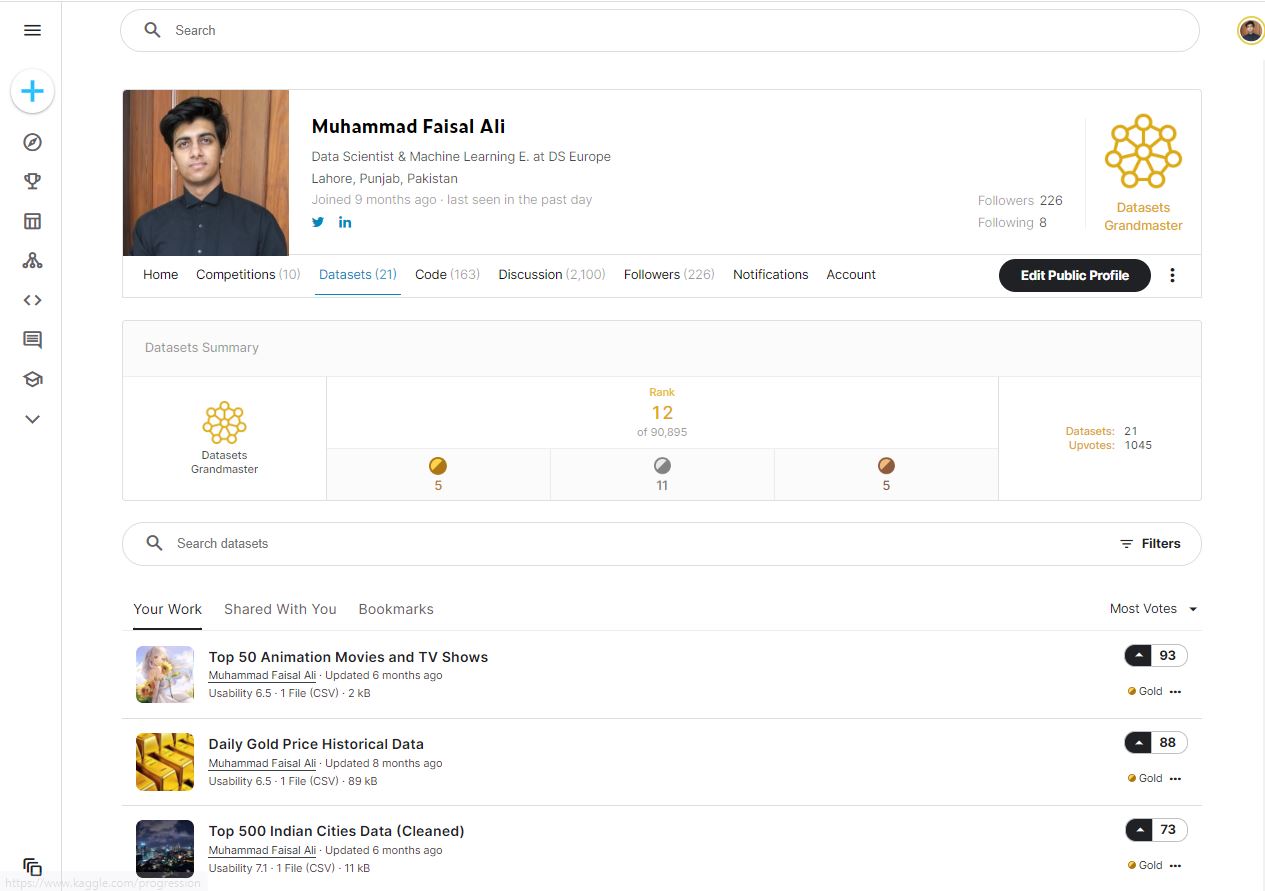 Search
Muhammad Faisal Ali
Data Scientist & Machine Learning E. at DS Europe
Lahore, Punjab, Pakistan
Joined 9 months ago · last seen in the past day
Followers 226
Following 8
Datasets
Grandmaster
Home Competitions (10) Datasets (21) Code (163) Discussion (2,100) Followers (226) Notifications Account Edit Public Profile
Datasets Summary
Datasets
Grandmaster
Rank
12
of 90,895
5 11 5
Datasets: 21
Upvotes: 1045
Search datasets Filters
Your Work Shared With You Bookmarks Most Votes
Top 50 Animation Movies and TV Shows 93
Muhammad Faisal Ali · Updated 6 months ago
Usability 6.5 · 1 File (CSV) · 2 kB Gold
Daily Gold Price Historical Data 88
Muhammad Faisal Ali · Updated 8 months ago
Usability 6.5 · 1 File (CSV) · 89 kB Gold
Top 500 Indian Cities Data (Cleaned) 73
Muhammad Faisal Ali · Updated 6 months ago
Usability 7.1 · 1 File (CSV) · 11 kB Gold
https://www.kaggle.com/progression